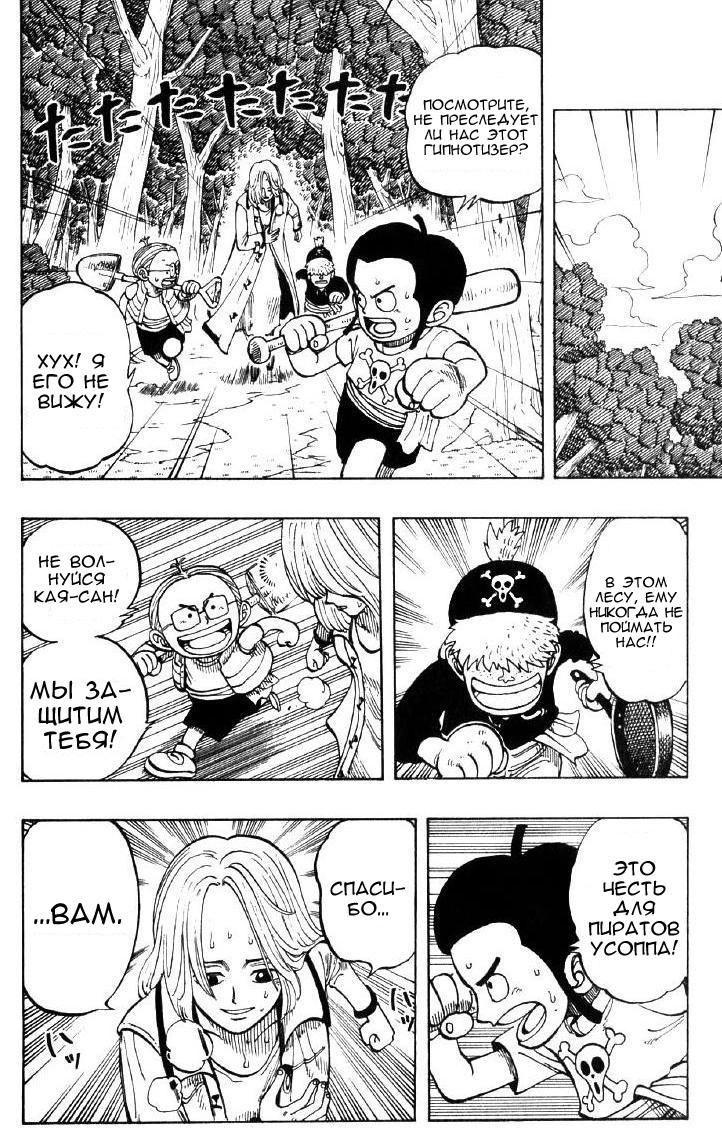 ПОСМОТРИТЕ,
НЕ ПРЕСЛЕДУЕТ
ЛИ НАС ЭТОТ
ГИПНОТИЗЕР?
たたたたたたた
ХУХ! Я
ЕГО НЕ
ВИЖУ!
В ЭТОМ
ЛЕСУ, ЕМУ
НИКОГДА НЕ
ПОЙМАТЬ
НАС!!
НЕ ВОЛ-
НУЙСЯ
КАЯ-САН!
МЫ ЗА-
ЩИТИМ
ТЕБЯ!
ЭТО
ЧЕСТЬ
ДЛЯ
ПИРАТОВ
УСОППА!
СПАСИ-
БО...
...ВАМ.